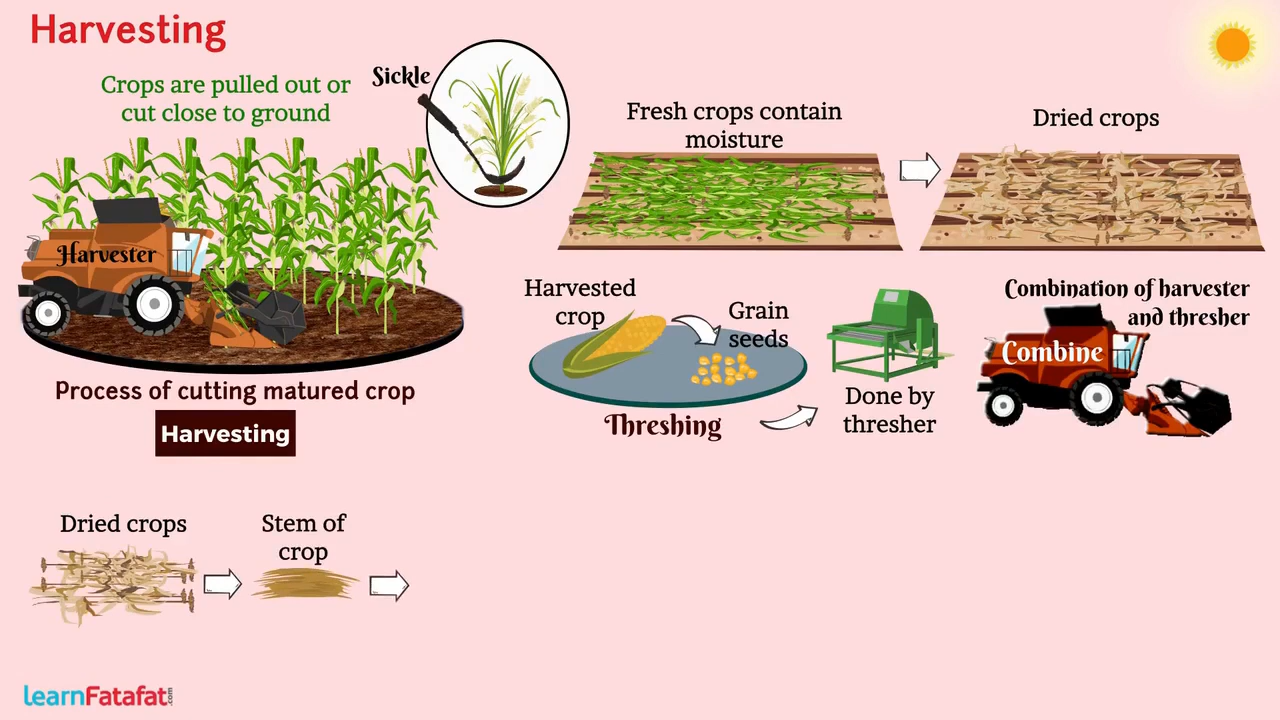 Harvesting
Crops are pulled out or
cut close to ground
Sickle
Harvester
Process of cutting matured crop
Harvesting
Fresh crops contain
moisture
Dried crops
Harvested
crop
Grain
seeds
Threshing
Done by
thresher
Combination of harvester
and thresher
Combine
Dried crops
Stem of
crop
learnFatafat.com